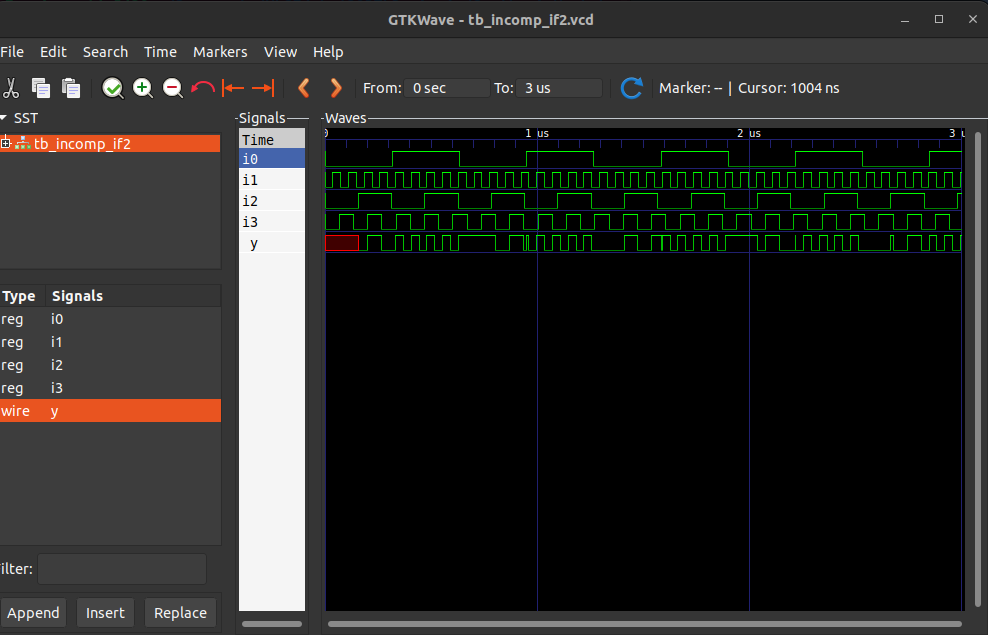 GTKWave - tb_incomp_if2.vcd
File Edit Search Time Markers View Help
From: 0 sec To: 3 us Marker: -- | Cursor: 1004 ns
SST
tb_incomp_if2
Type Signals
reg i0
reg i1
reg i2
reg i3
wire y
ilter:
Append Insert Replace
Signals
Time
i0
i1
i2
i3
y
Waves
0 1 us 2 us 3 u